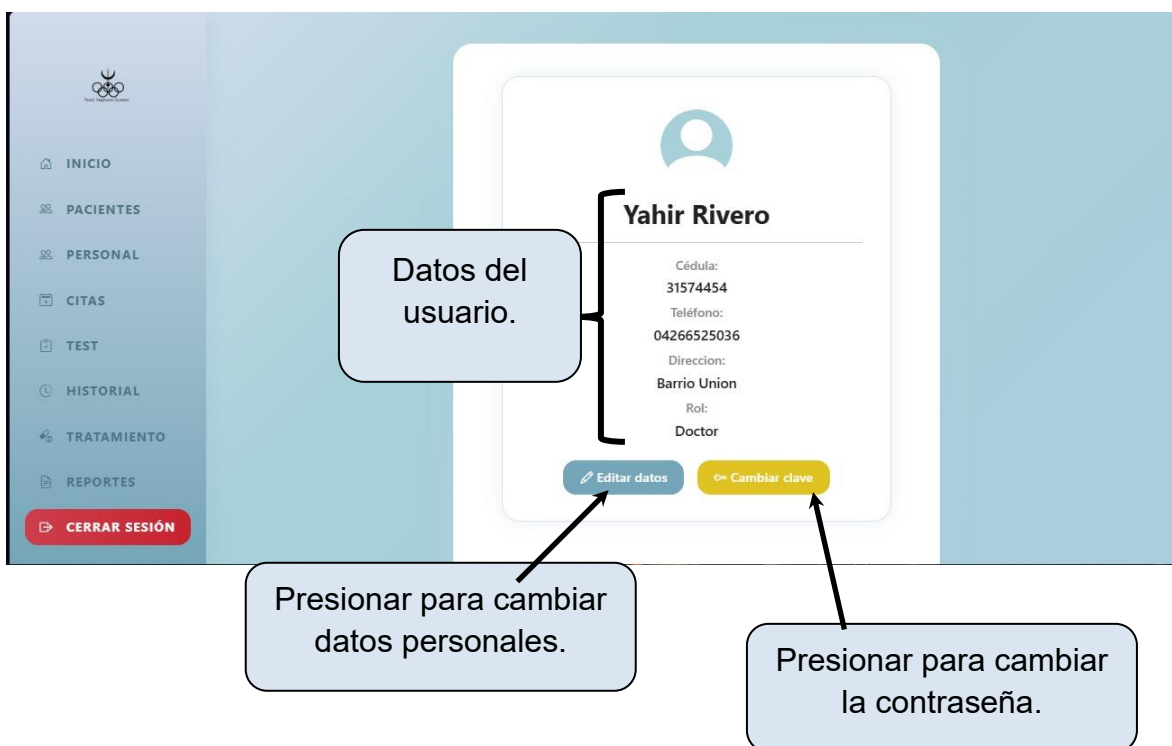 INICIO
PACIENTES
PERSONAL
CITAS
TEST
HISTORIAL
TRATAMIENTO
REPORTES
CERRAR SESIÓN
Yahir Rivero
Cédula:
31574454
Teléfono:
04266525036
Direccion:
Barrio Union
Rol:
Doctor
Editar datos
Cambiar clave
Datos del
usuario.
Presionar para cambiar
datos personales.
Presionar para cambiar
la contraseña.